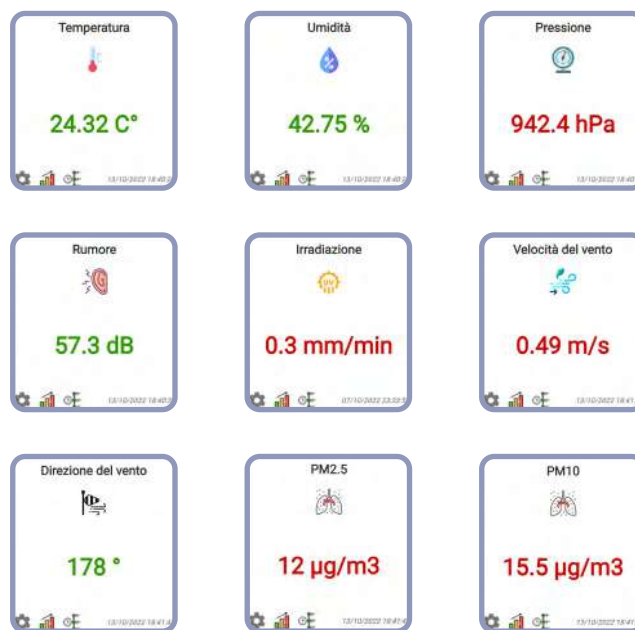 Temperatura
Umidità
Pressione
24.32 C°
42.75 %
942.4 hPa
Rumore
Irradiazione
Velocità del vento
UV
57.3 dB
0.3 mm/min
0.49 m/s
Direzione del vento
PM2.5
PM10
178 °
12 µg/m3
15.5 µg/m3